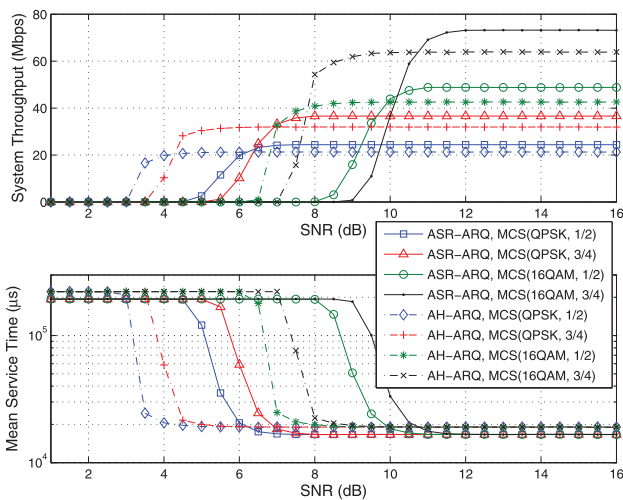 80
60
40
20
0
System Throughput (Mbps)
2 4 6 8 10 12 14 16
SNR (dB)
ASR−ARQ, MCS(QPSK, 1/2)
ASR−ARQ, MCS(QPSK, 3/4)
ASR−ARQ, MCS(16QAM, 1/2)
ASR−ARQ, MCS(16QAM, 3/4)
AH−ARQ, MCS(QPSK, 1/2)
AH−ARQ, MCS(QPSK, 3/4)
AH−ARQ, MCS(16QAM, 1/2)
AH−ARQ, MCS(16QAM, 3/4)
10^5
10^4
Mean Service Time (μs)
2 4 6 8 10 12 14 16
SNR (dB)